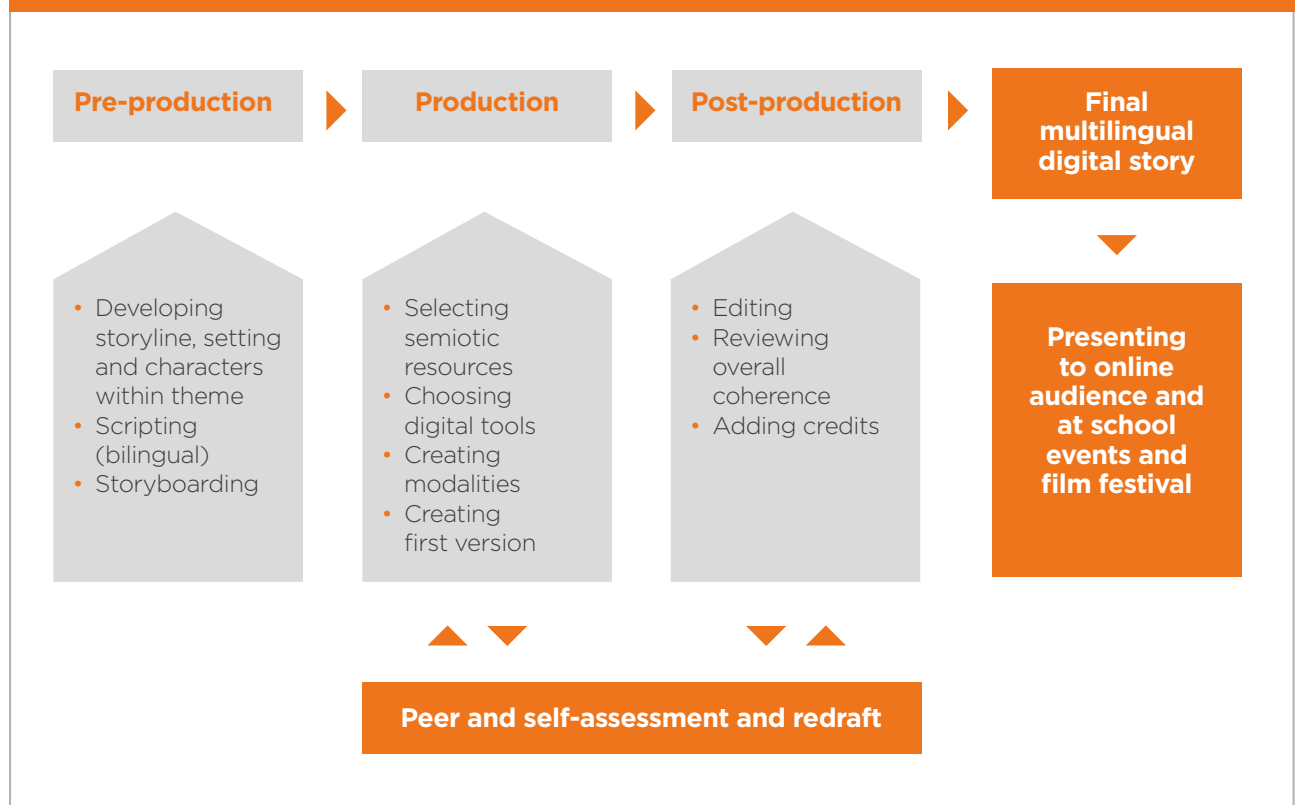 Pre-production
Production
Post-production
Final
multilingual
digital story
• Developing
storyline, setting
and characters
within theme
• Scripting
(bilingual)
• Storyboarding
• Selecting
semiotic
resources
• Choosing
digital tools
• Creating
modalities
• Creating
first version
• Editing
• Reviewing
overall
coherence
• Adding credits
Presenting
to online
audience and
at school
events and
film festival
Peer and self-assessment and redraft